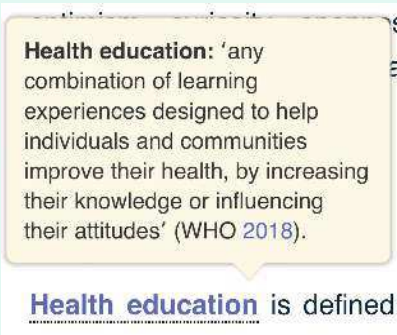 Health education: ‘any
combination of learning
experiences designed to help
individuals and communities
improve their health, by increasing
their knowledge or influencing
their attitudes’ (WHO 2018).
Health education is defined